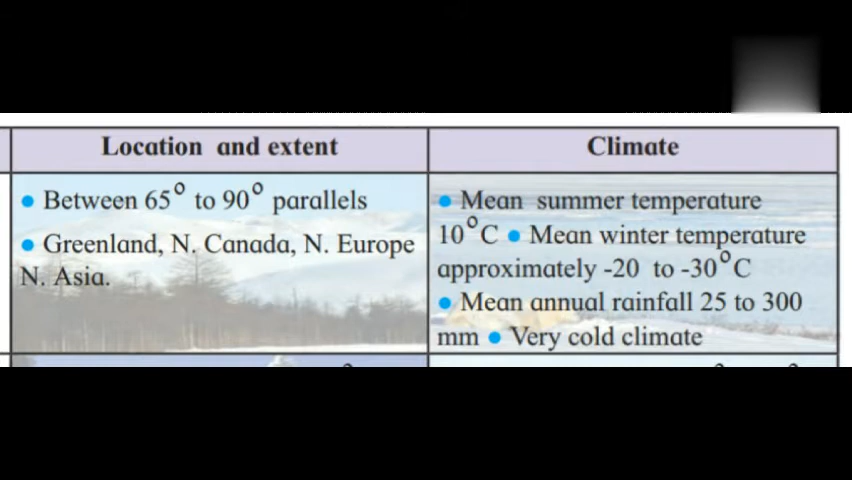 Location and extent
Climate
• Between 65° to 90° parallels
• Greenland, N. Canada, N. Europe
N. Asia.
• Mean summer temperature
10°C • Mean winter temperature
approximately -20 to -30°C
• Mean annual rainfall 25 to 300
mm • Very cold climate